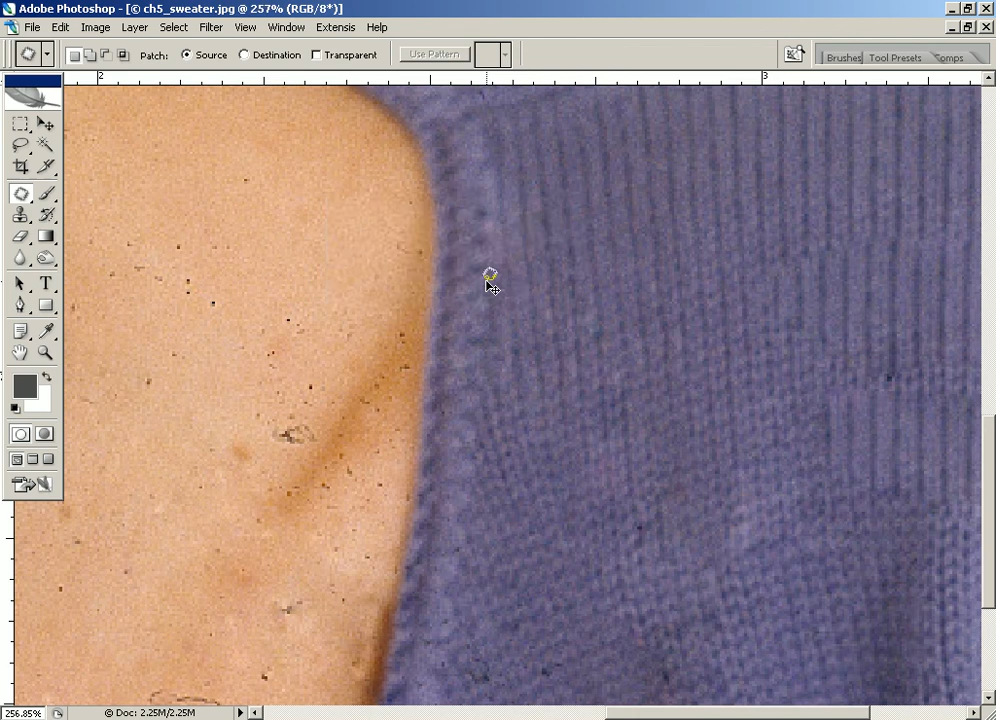 Adobe Photoshop - [© ch5_sweater.jpg @ 257% (RGB/8*)]
File Edit Image Layer Select Filter View Window Extensis Help
Patch: Source Destination Transparent Use Pattern Brushes Tool Presets Comps
2 3
T
256.85% © Doc: 2.25M/2.25M